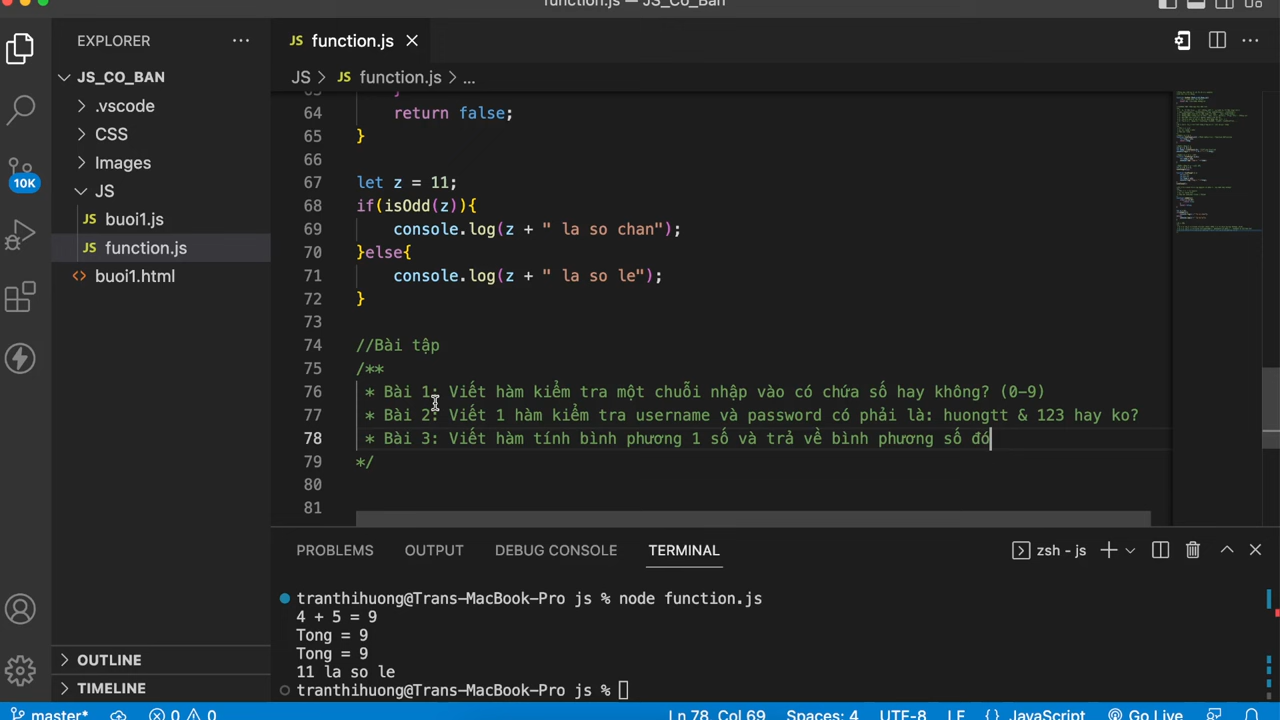 function.js — JS_Co_Ban
EXPLORER
function.js
JS_CO_BAN
JS > function.js > ...
.vscode
CSS
Images
JS
buoi1.js
function.js
buoi1.html
10K
64 return false;
65 }
66
67 let z = 11;
68 if(isOdd(z)){
69 console.log(z + " la so chan");
70 }else{
71 console.log(z + " la so le");
72 }
73
74 //Bài tập
75 /**
76 * Bài 1: Viết hàm kiểm tra một chuỗi nhập vào có chứa số hay không? (0-9)
77 * Bài 2: Viết 1 hàm kiểm tra username và password có phải là: huongtt & 123 hay ko?
78 * Bài 3: Viết hàm tính bình phương 1 số và trả về bình phương số đó
79 */
80
81
PROBLEMS OUTPUT DEBUG CONSOLE TERMINAL zsh - js
tranthihuong@Trans-MacBook-Pro js % node function.js
4 + 5 = 9
Tong = 9
Tong = 9
11 la so le
tranthihuong@Trans-MacBook-Pro js %
OUTLINE
TIMELINE
master* 0 0 Ln 78, Col 69 Spaces: 4 UTF-8 LF {} JavaScript Go Live